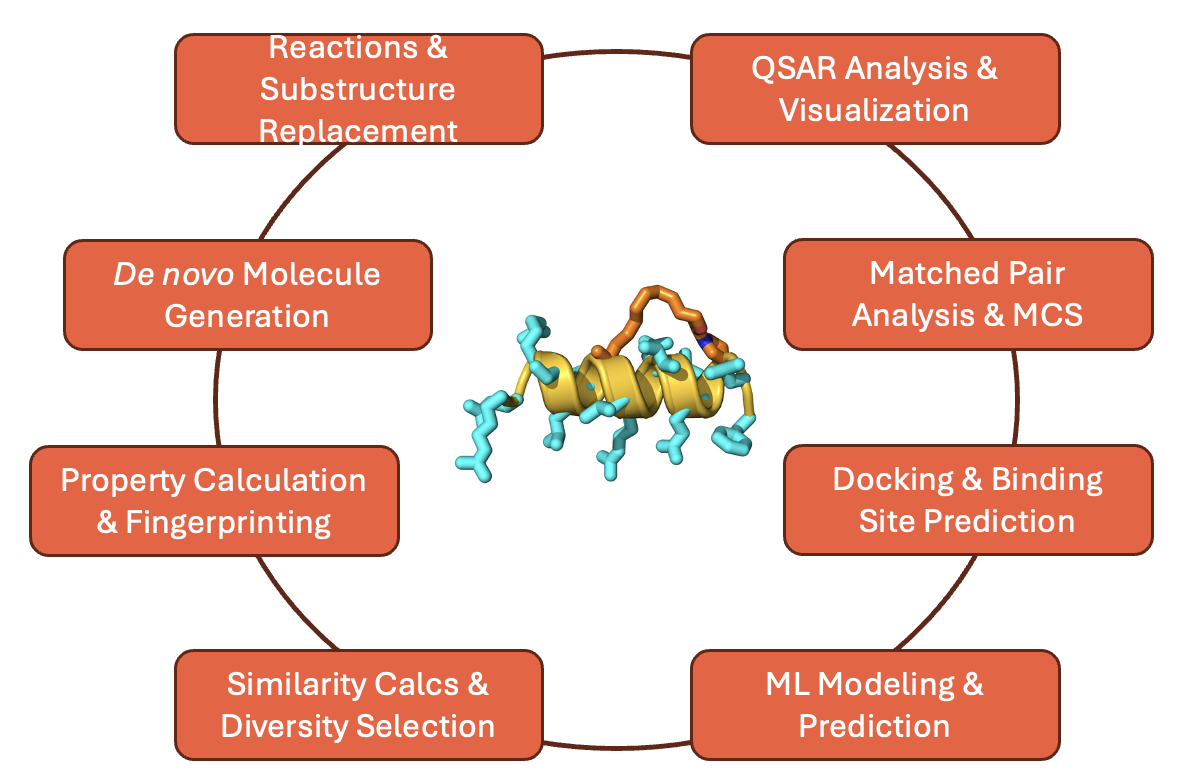 Reactions &
Substructure
Replacement
QSAR Analysis &
Visualization
De novo Molecule
Generation
Matched Pair
Analysis & MCS
Property Calculation
& Fingerprinting
Docking & Binding
Site Prediction
Similarity Calcs &
Diversity Selection
ML Modeling &
Prediction